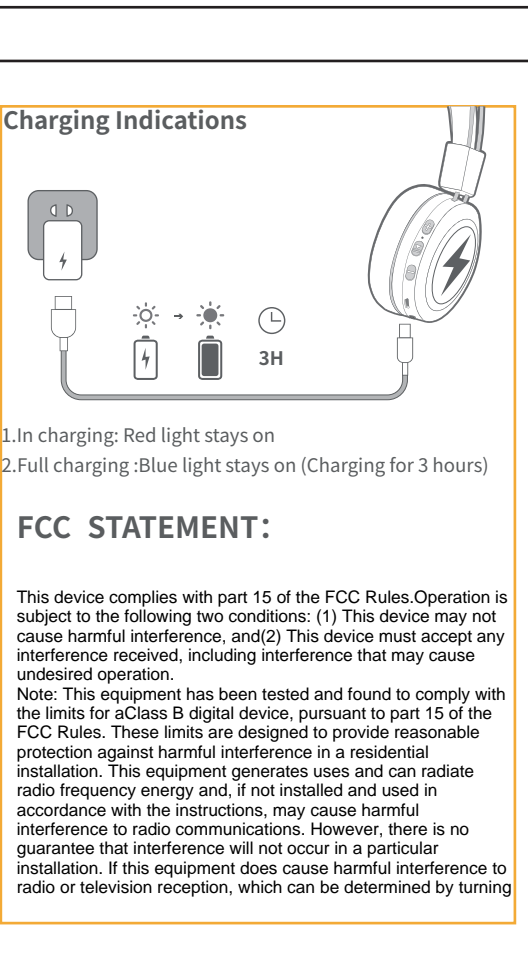 Charging Indications
3H
1.In charging: Red light stays on
2.Full charging :Blue light stays on (Charging for 3 hours)
FCC STATEMENT:
This device complies with part 15 of the FCC Rules.Operation is
subject to the following two conditions: (1) This device may not
cause harmful interference, and(2) This device must accept any
interference received, including interference that may cause
undesired operation.
Note: This equipment has been tested and found to comply with
the limits for aClass B digital device, pursuant to part 15 of the
FCC Rules. These limits are designed to provide reasonable
protection against harmful interference in a residential
installation. This equipment generates uses and can radiate
radio frequency energy and, if not installed and used in
accordance with the instructions, may cause harmful
interference to radio communications. However, there is no
guarantee that interference will not occur in a particular
installation. If this equipment does cause harmful interference to
radio or television reception, which can be determined by turning